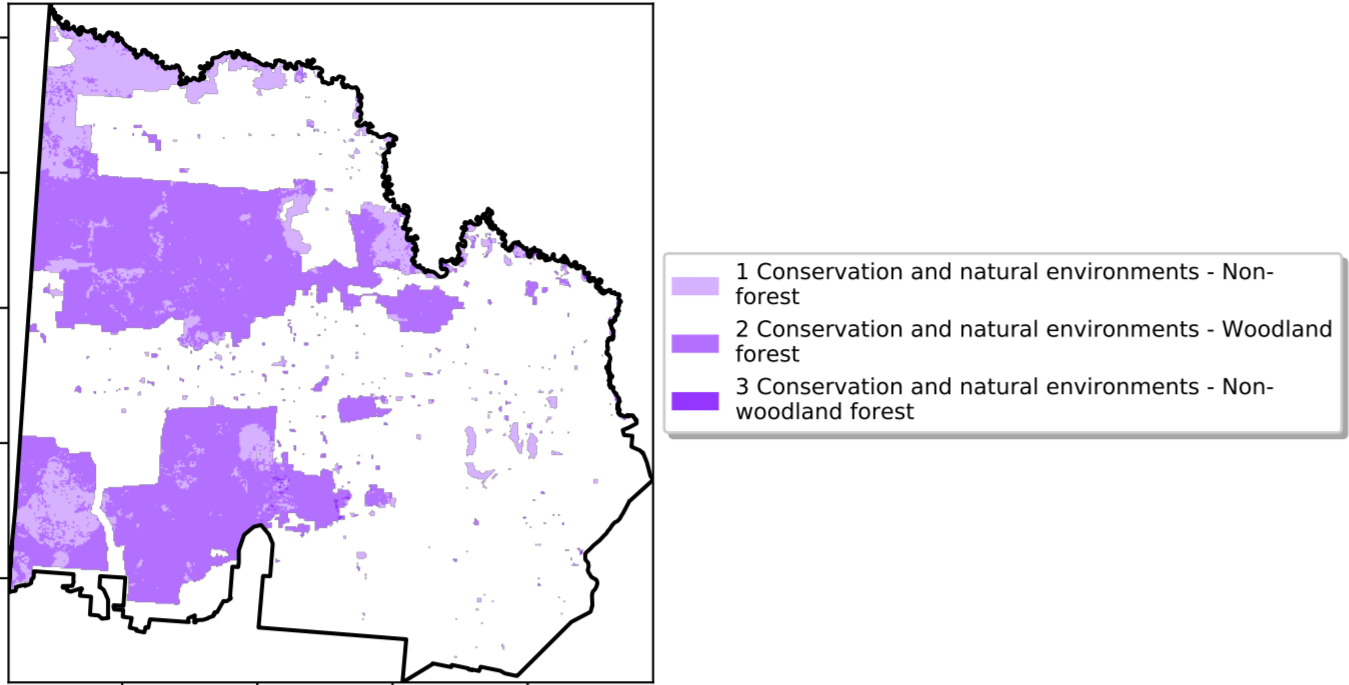 1 Conservation and natural environments - Non-
forest
2 Conservation and natural environments - Woodland
forest
3 Conservation and natural environments - Non-
woodland forest